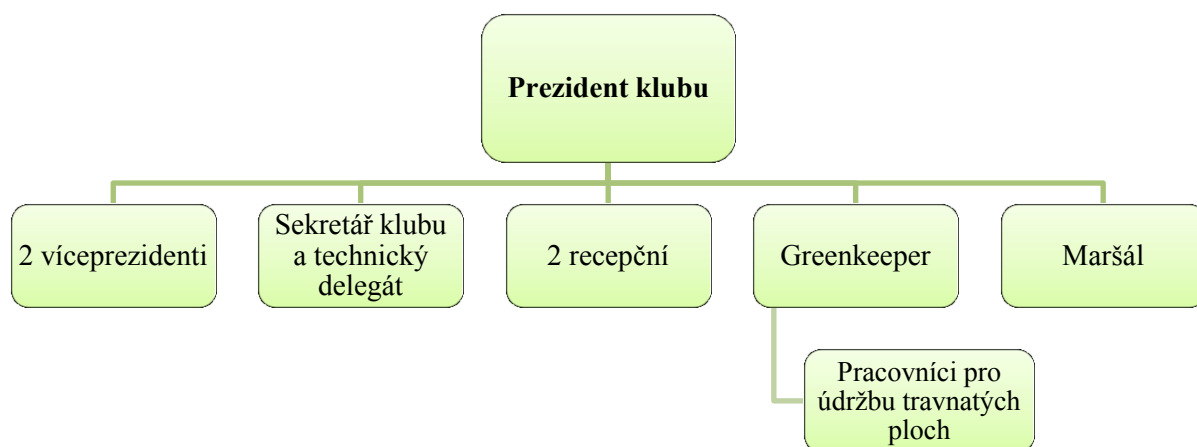 Prezident klubu
2 víceprezidenti
Sekretář klubu
a technický
delegát
2 recepční
Greenkeeper
Maršál
Pracovníci pro
údržbu travnatých
ploch